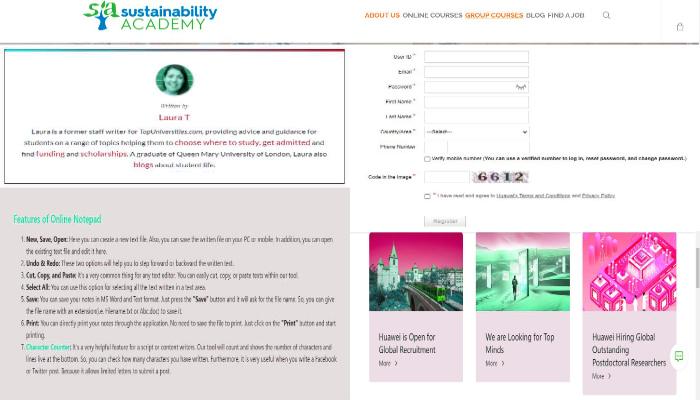 sia sustainability
ACADEMY
ABOUT US ONLINE COURSES GROUP COURSES BLOG FIND A JOB
Written by
Laura T
Laura is a former staff writer for TopUniversities.com, providing advice and guidance for
students on a range of topics helping them to choose where to study, get admitted and
find funding and scholarships. A graduate of Queen Mary University of London, Laura also
blogs about student life.
User ID *
Email *
Password *
First Name *
Last Name *
Country/Area * ---Select---
Phone Number
Verify mobile number (You can use a verified number to log in, reset password, and change password.)
Code in the image * 6612
* I have read and agree to Huawei's Terms and Conditions and Privacy Policy
Register
Features of Online Notepad
1. New, Save, Open: Here you can create a new text file. Also, you can save the written file on your PC or mobile. In addition, you can open
the existing text file and edit it here.
2. Undo & Redo: These two options will help you to step forward or backward the written text.
3. Cut, Copy, and Paste: It's a very common thing for any text editor. You can easily cut, copy, or paste texts within our tool.
4. Select All: You can use this option for selecting all the text written in a text area.
5. Save: You can save your notes in MS Word and Text format. Just press the "Save" button and it will ask for the file name. So, you can give
the file name with an extension.i.e. Filename.txt or Abc.doc) to save it.
6. Print: You can directly print your notes through the application. No need to save the file to print. Just click on the "Print" button and start
printing.
7. Character Counter: It's a very helpful feature for a script or content writers. Our tool will count and shows the number of characters and
lines live at the bottom. So, you can check how many characters you have written. Furthermore, it is very useful when you write a Facebook
or Twitter post. Because it allows limited letters to submit a post.
Huawei is Open for
Global Recruitment
More >
We are Looking for Top
Minds
More >
Huawei Hiring Global
Outstanding
Postdoctoral Researchers
More >